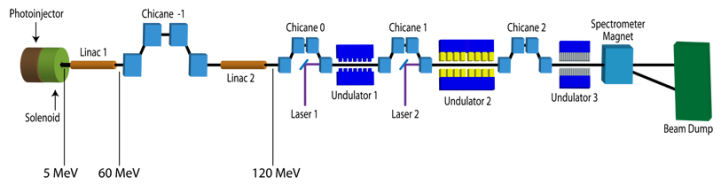 Photoinjector
Solenoid
Linac 1
Chicane -1
Linac 2
Chicane 0
Laser 1
Undulator 1
Chicane 1
Laser 2
Undulator 2
Chicane 2
Undulator 3
Spectrometer
Magnet
Beam Dump
5 MeV
60 MeV
120 MeV